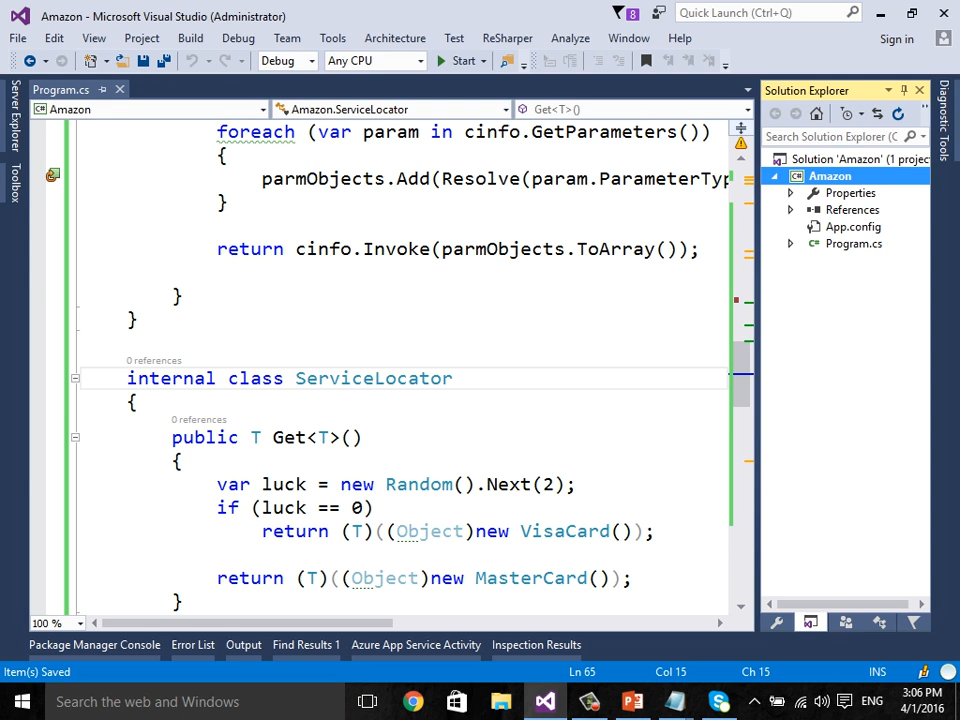 Amazon - Microsoft Visual Studio (Administrator)
8
Quick Launch (Ctrl+Q)
File Edit View Project Build Debug Team Tools Architecture Test ReSharper Analyze Window Help
Sign in
Debug Any CPU Start
Server Explorer
Toolbox
Program.cs
Amazon Amazon.ServiceLocator Get<T>()
foreach (var param in cinfo.GetParameters())
{
parmObjects.Add(Resolve(param.ParameterTyp
}
return cinfo.Invoke(parmObjects.ToArray());
}
}
0 references
internal class ServiceLocator
{
0 references
public T Get<T>()
{
var luck = new Random().Next(2);
if (luck == 0)
return (T)((Object)new VisaCard());
return (T)((Object)new MasterCard());
}
100 %
Solution Explorer
Search Solution Explorer (C
Solution 'Amazon' (1 projec
C# Amazon
Properties
References
App.config
C# Program.cs
Diagnostic Tools
Package Manager Console Error List Output Find Results 1 Azure App Service Activity Inspection Results
Item(s) Saved Ln 65 Col 15 Ch 15 INS
Search the web and Windows
ENG
3:06 PM
4/1/2016